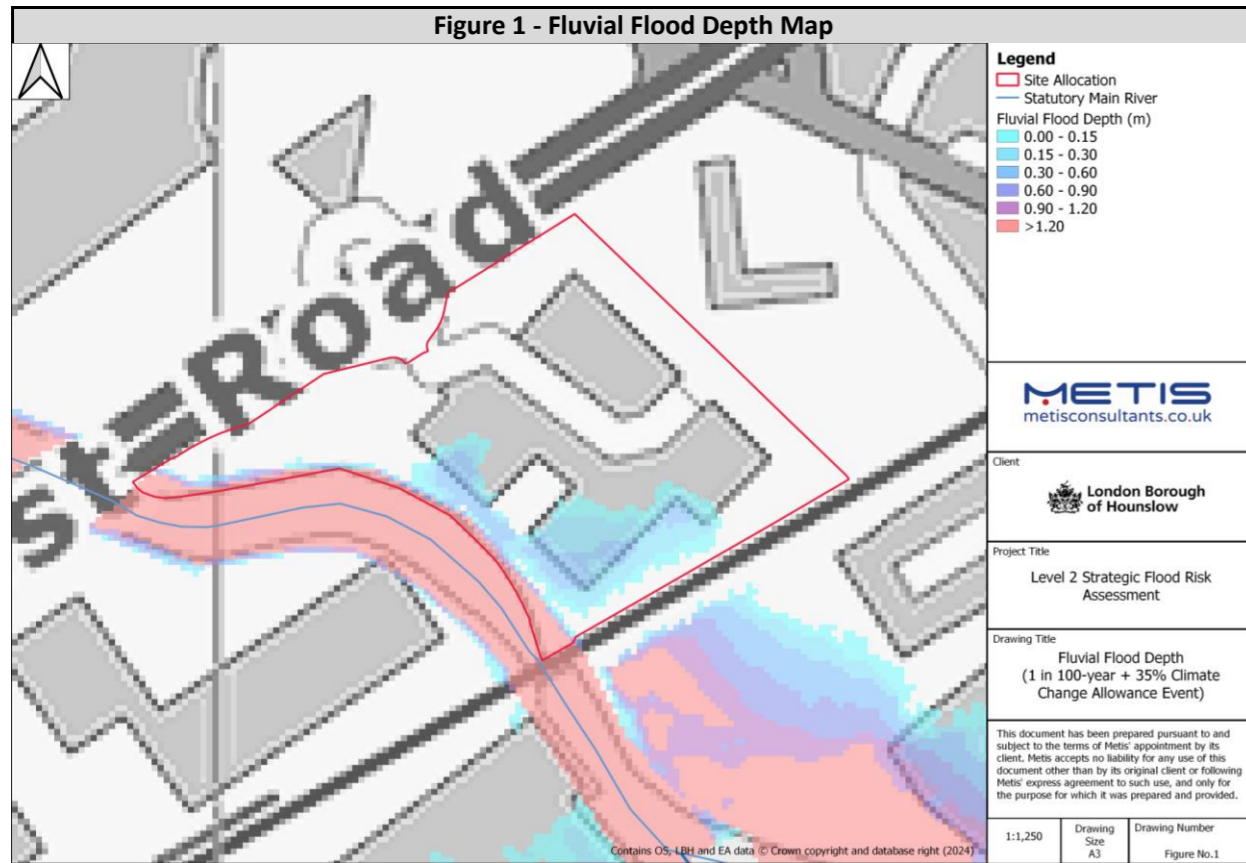 Figure 1 - Fluvial Flood Depth Map
stERoad
Contains OS, LBH and EA data © Crown copyright and database right (2024)
Legend
Site Allocation
Statutory Main River
Fluvial Flood Depth (m)
0.00 - 0.15
0.15 - 0.30
0.30 - 0.60
0.60 - 0.90
0.90 - 1.20
>1.20
METIS
metisconsultants.co.uk
Client
London Borough
of Hounslow
Project Title
Level 2 Strategic Flood Risk
Assessment
Drawing Title
Fluvial Flood Depth
(1 in 100-year + 35% Climate
Change Allowance Event)
This document has been prepared pursuant to and
subject to the terms of Metis' appointment by its
client. Metis accepts no liability for any use of this
document other than by its original client or following
Metis' express agreement to such use, and only for
the purpose for which it was prepared and provided.
1:1,250
Drawing
Size
A3
Drawing Number
Figure No.1